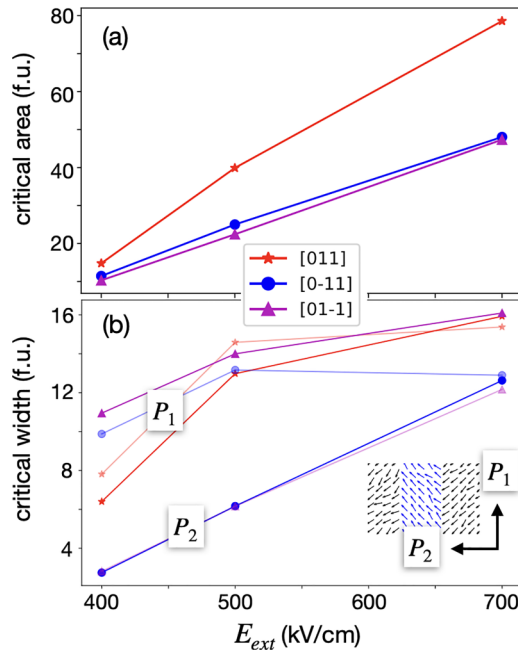 (a)
critical area (f.u.)
80
60
40
20
[011]
[0-11]
[01-1]
(b)
critical width (f.u.)
16
12
8
4
P1
P2
P1
P2
400
500
600
700
E_ext (kV/cm)